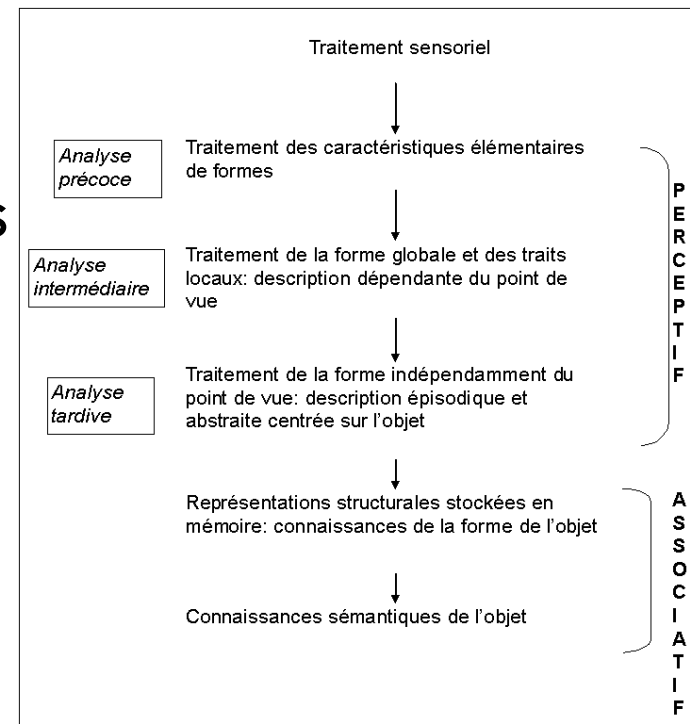 Traitement sensoriel
Analyse
précoce
Traitement des caractéristiques élémentaires
de formes
Analyse
intermédiaire
Traitement de la forme globale et des traits
locaux: description dépendante du point de
vue
Analyse
tardive
Traitement de la forme indépendamment du
point de vue: description épisodique et
abstraite centrée sur l'objet
PERCEPTIF
Représentations structurales stockées en
mémoire: connaissances de la forme de l'objet
Connaissances sémantiques de l'objet
ASSOCIATIF